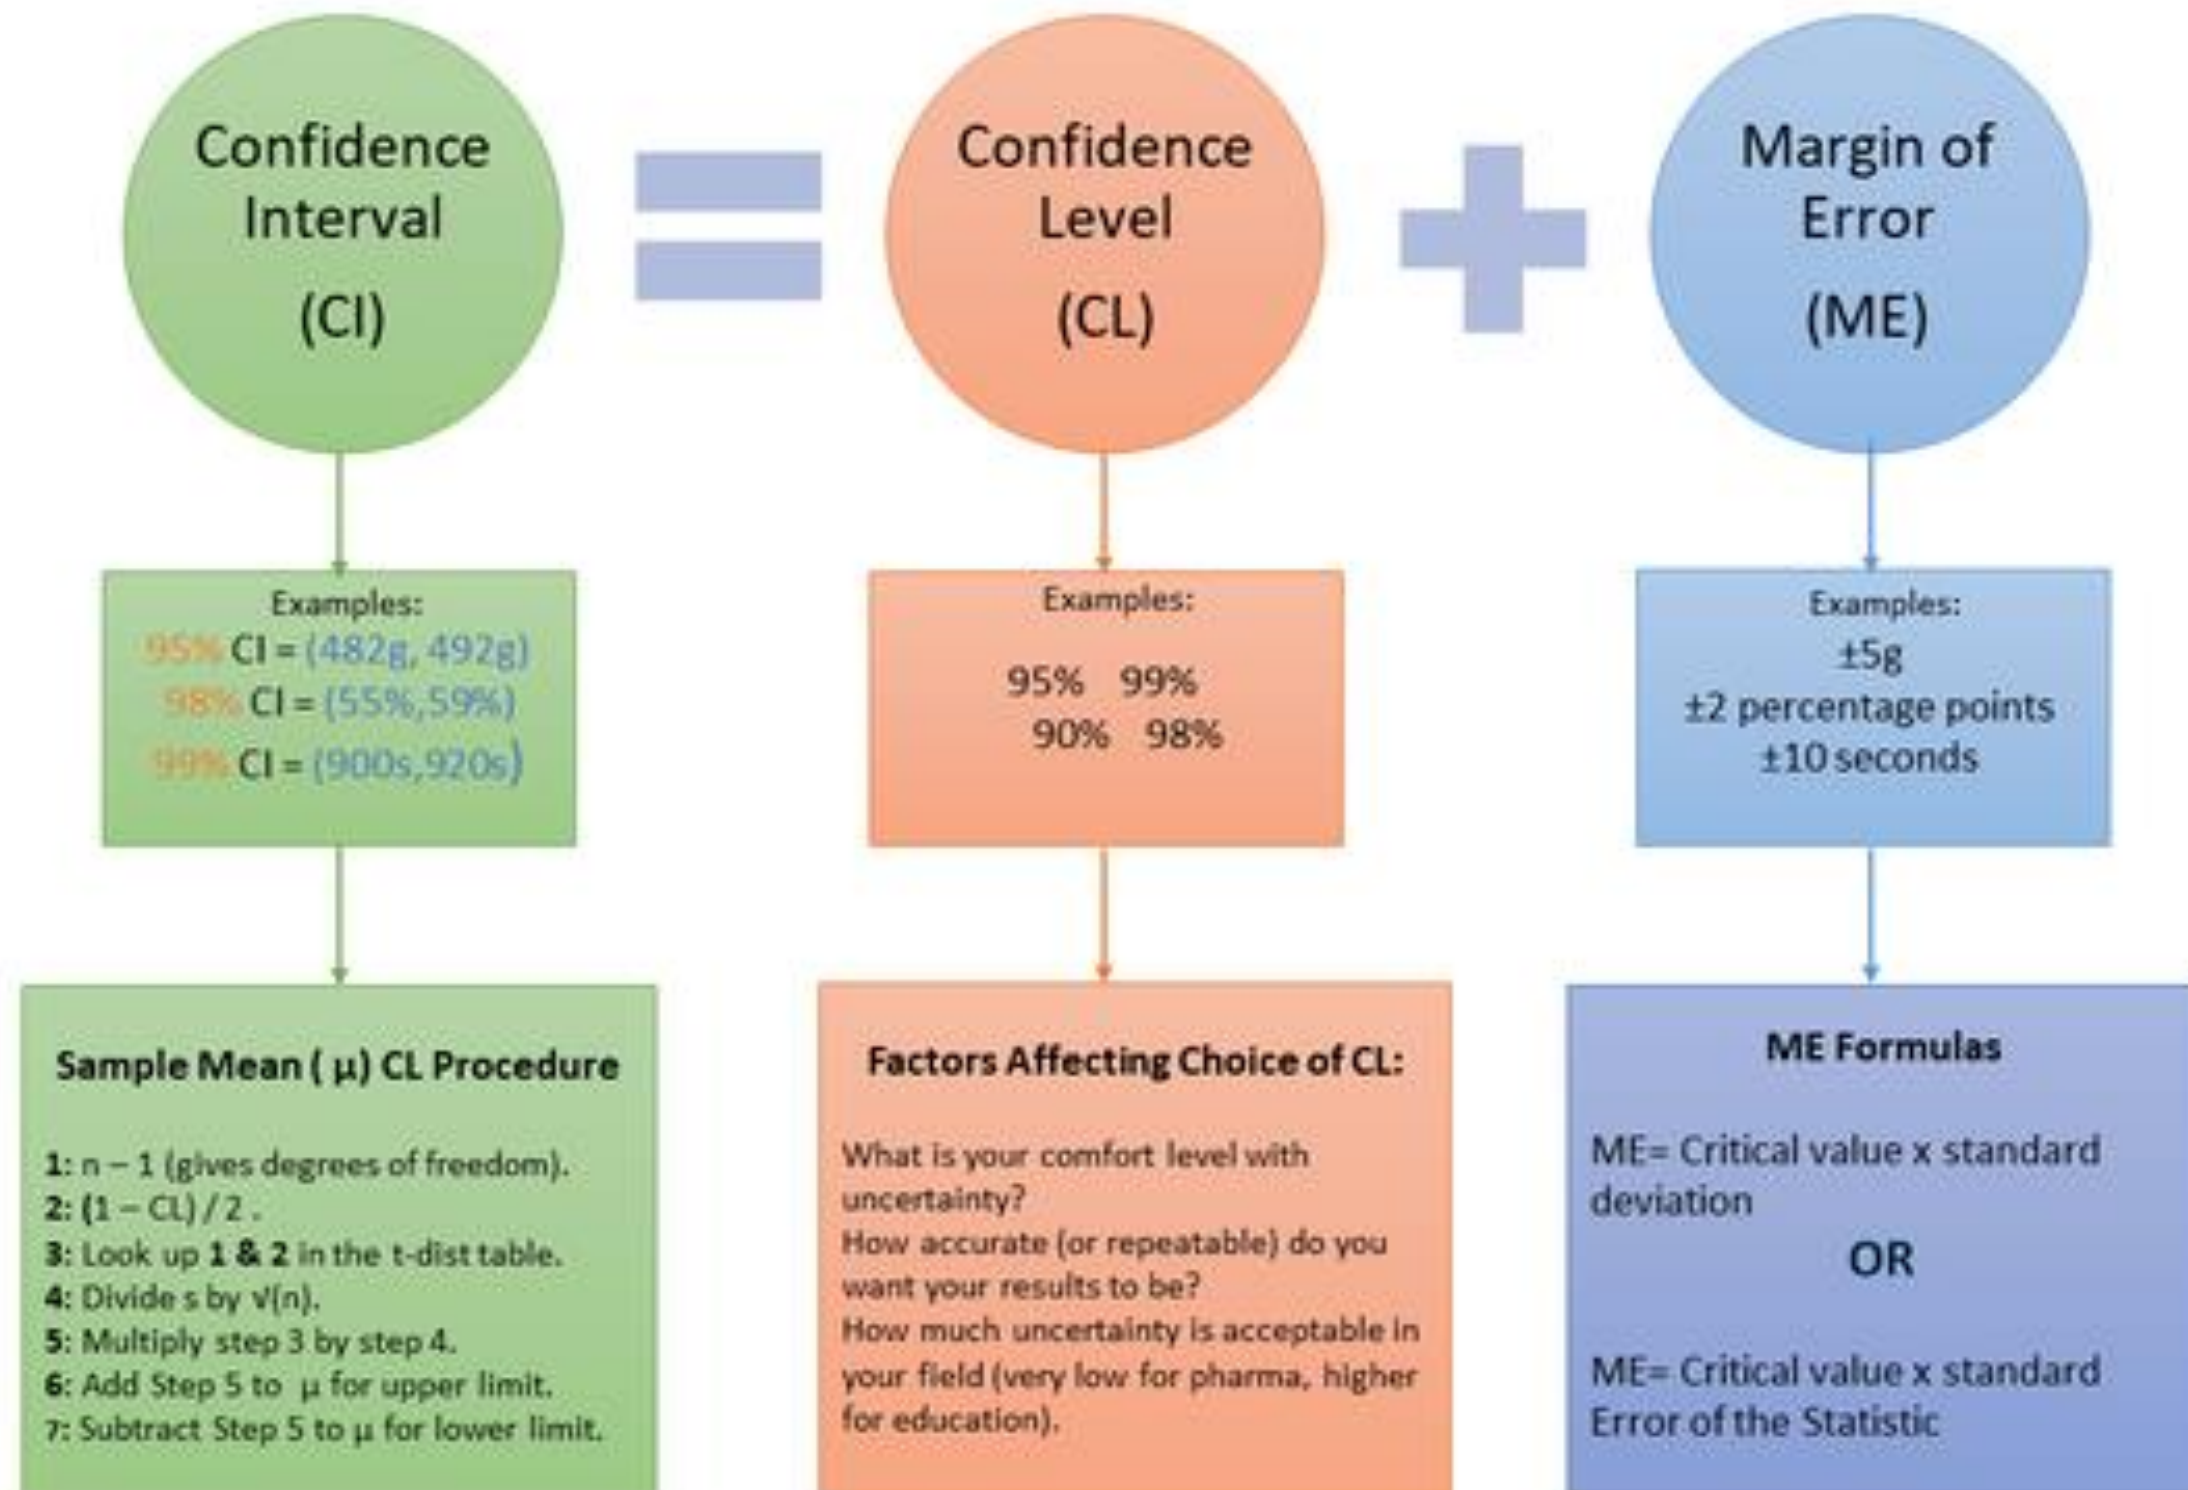 Confidence
Interval
(CI)
Confidence
Level
(CL)
Margin of
Error
(ME)
Examples:
95% CI = (482g, 492g)
98% CI = (55%,59%)
99% CI = (900s,920s)
Examples:
95% 99%
90% 98%
Examples:
±5g
±2 percentage points
±10 seconds
Sample Mean ( μ) CL Procedure
1: n – 1 (gives degrees of freedom).
2: (1 – CL) / 2 .
3: Look up 1 & 2 in the t-dist table.
4: Divide s by √(n).
5: Multiply step 3 by step 4.
6: Add Step 5 to μ for upper limit.
7: Subtract Step 5 to μ for lower limit.
Factors Affecting Choice of CL:
What is your comfort level with
uncertainty?
How accurate (or repeatable) do you
want your results to be?
How much uncertainty is acceptable in
your field (very low for pharma, higher
for education).
ME Formulas
ME= Critical value x standard
deviation
OR
ME= Critical value x standard
Error of the Statistic